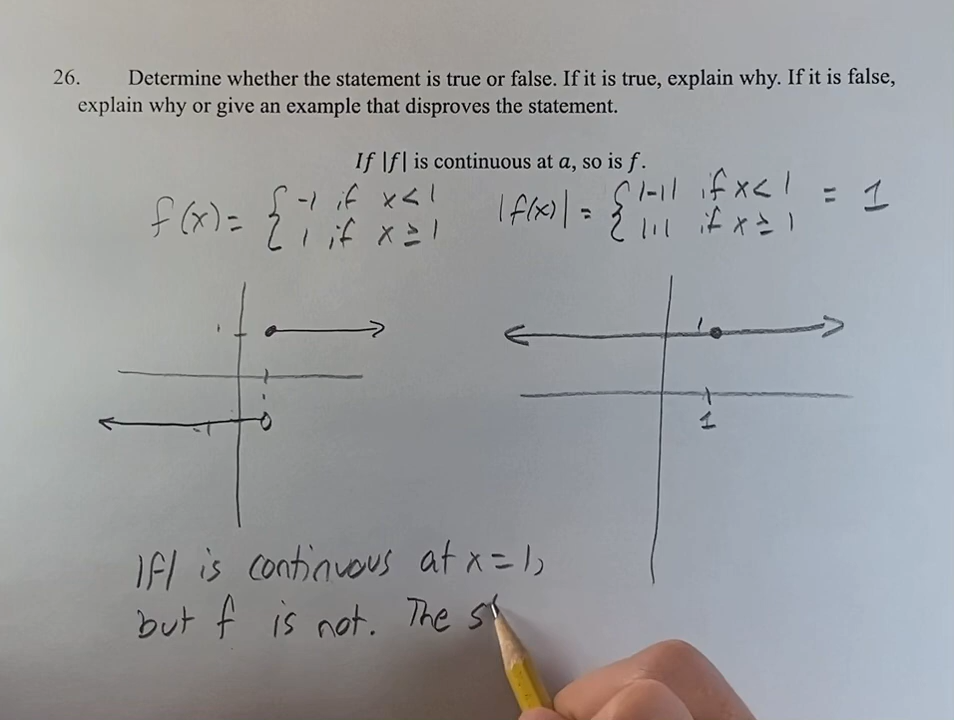 26. Determine whether the statement is true or false. If it is true, explain why. If it is false,
explain why or give an example that disproves the statement.
If |f| is continuous at a, so is f.
f(x) = { -1 if x < 1
1 if x ≥ 1
|f(x)| = { |-1| if x < 1 = 1
|1| if x ≥ 1
1
1
-1
1
1
|f| is continuous at x = 1,
but f is not. The s